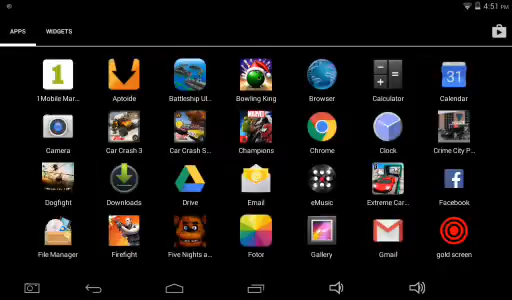 4:51 PM
APPS WIDGETS
1Mobile Mar... Aptoide Battleship Ul... Bowling King Browser Calculator Calendar
Camera Car Crash 3 Car Crash S... Champions Chrome Clock Crime City P...
Dogfight Downloads Drive Email eMusic Extreme Car... Facebook
File Manager Firefight Five Nights a... Fotor Gallery Gmail gold screen